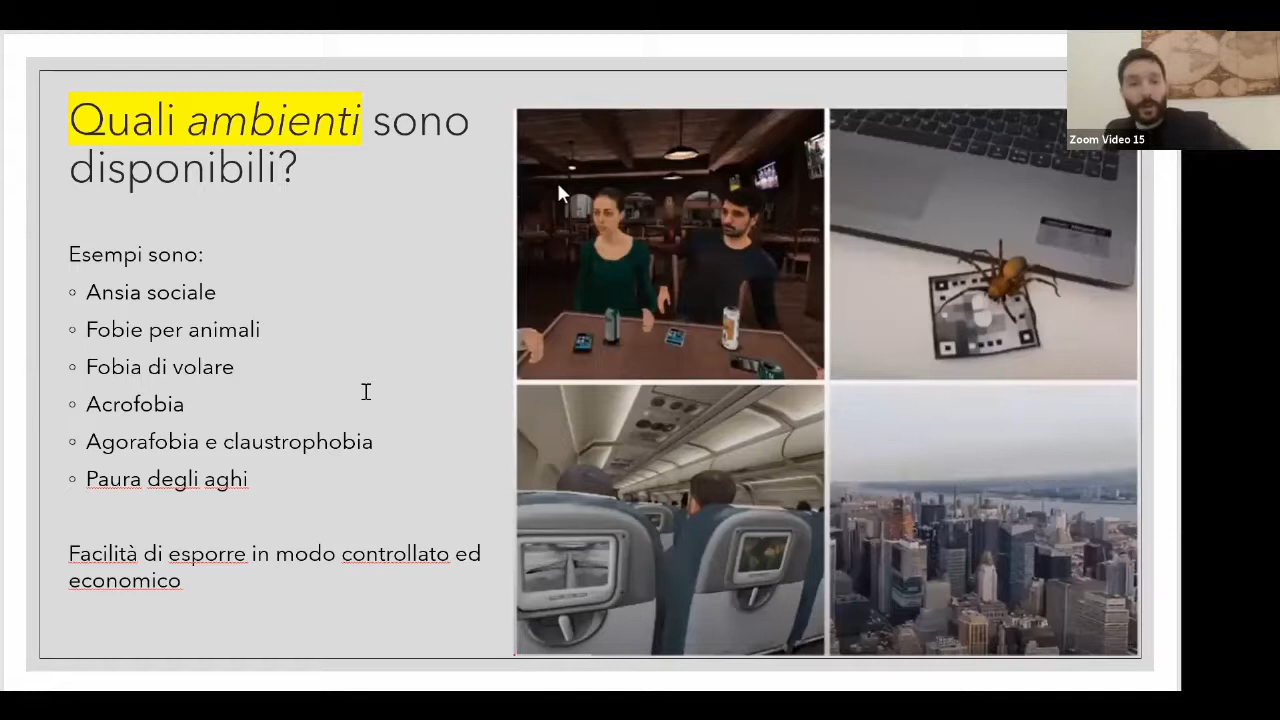 Quali ambienti sono
disponibili?
Esempi sono:
◦ Ansia sociale
◦ Fobie per animali
◦ Fobia di volare
◦ Acrofobia
◦ Agorafobia e claustrophobia
◦ Paura degli aghi
Facilità di esporre in modo controllato ed
economico
Zoom Video 15